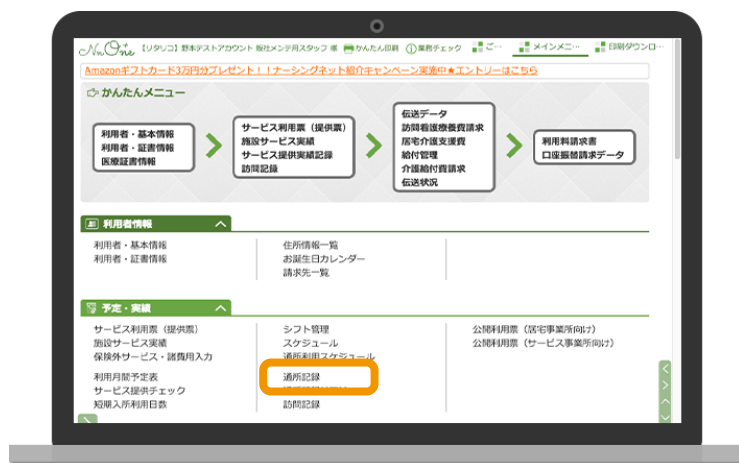 NnOne 【リタリコ】野本テストアカウント 販社メンテ用スタッフ 様 かんたん印刷 業務チェック ご… メインメニ… 印刷ダウンロ…
Amazonギフトカード3万円分プレゼント！！ナーシングネット紹介キャンペーン実施中★エントリーはこちら
かんたんメニュー
利用者・基本情報
利用者・証書情報
医療証書情報
サービス利用票（提供票）
施設サービス実績
サービス提供実績記録
訪問記録
伝送データ
訪問看護療養費請求
居宅介護支援費
給付管理
介護給付費請求
伝送状況
利用料請求書
口座振替請求データ
利用者情報
利用者・基本情報
利用者・証書情報
住所情報一覧
お誕生日カレンダー
請求先一覧
予定・実績
サービス利用票（提供票）
施設サービス実績
保険外サービス・諸費用入力
利用月間予定表
サービス提供チェック
短期入所利用日数
シフト管理
スケジュール
通所利用スケジュール
通所記録
訪問記録
公開利用票（居宅事業所向け）
公開利用票（サービス事業所向け）